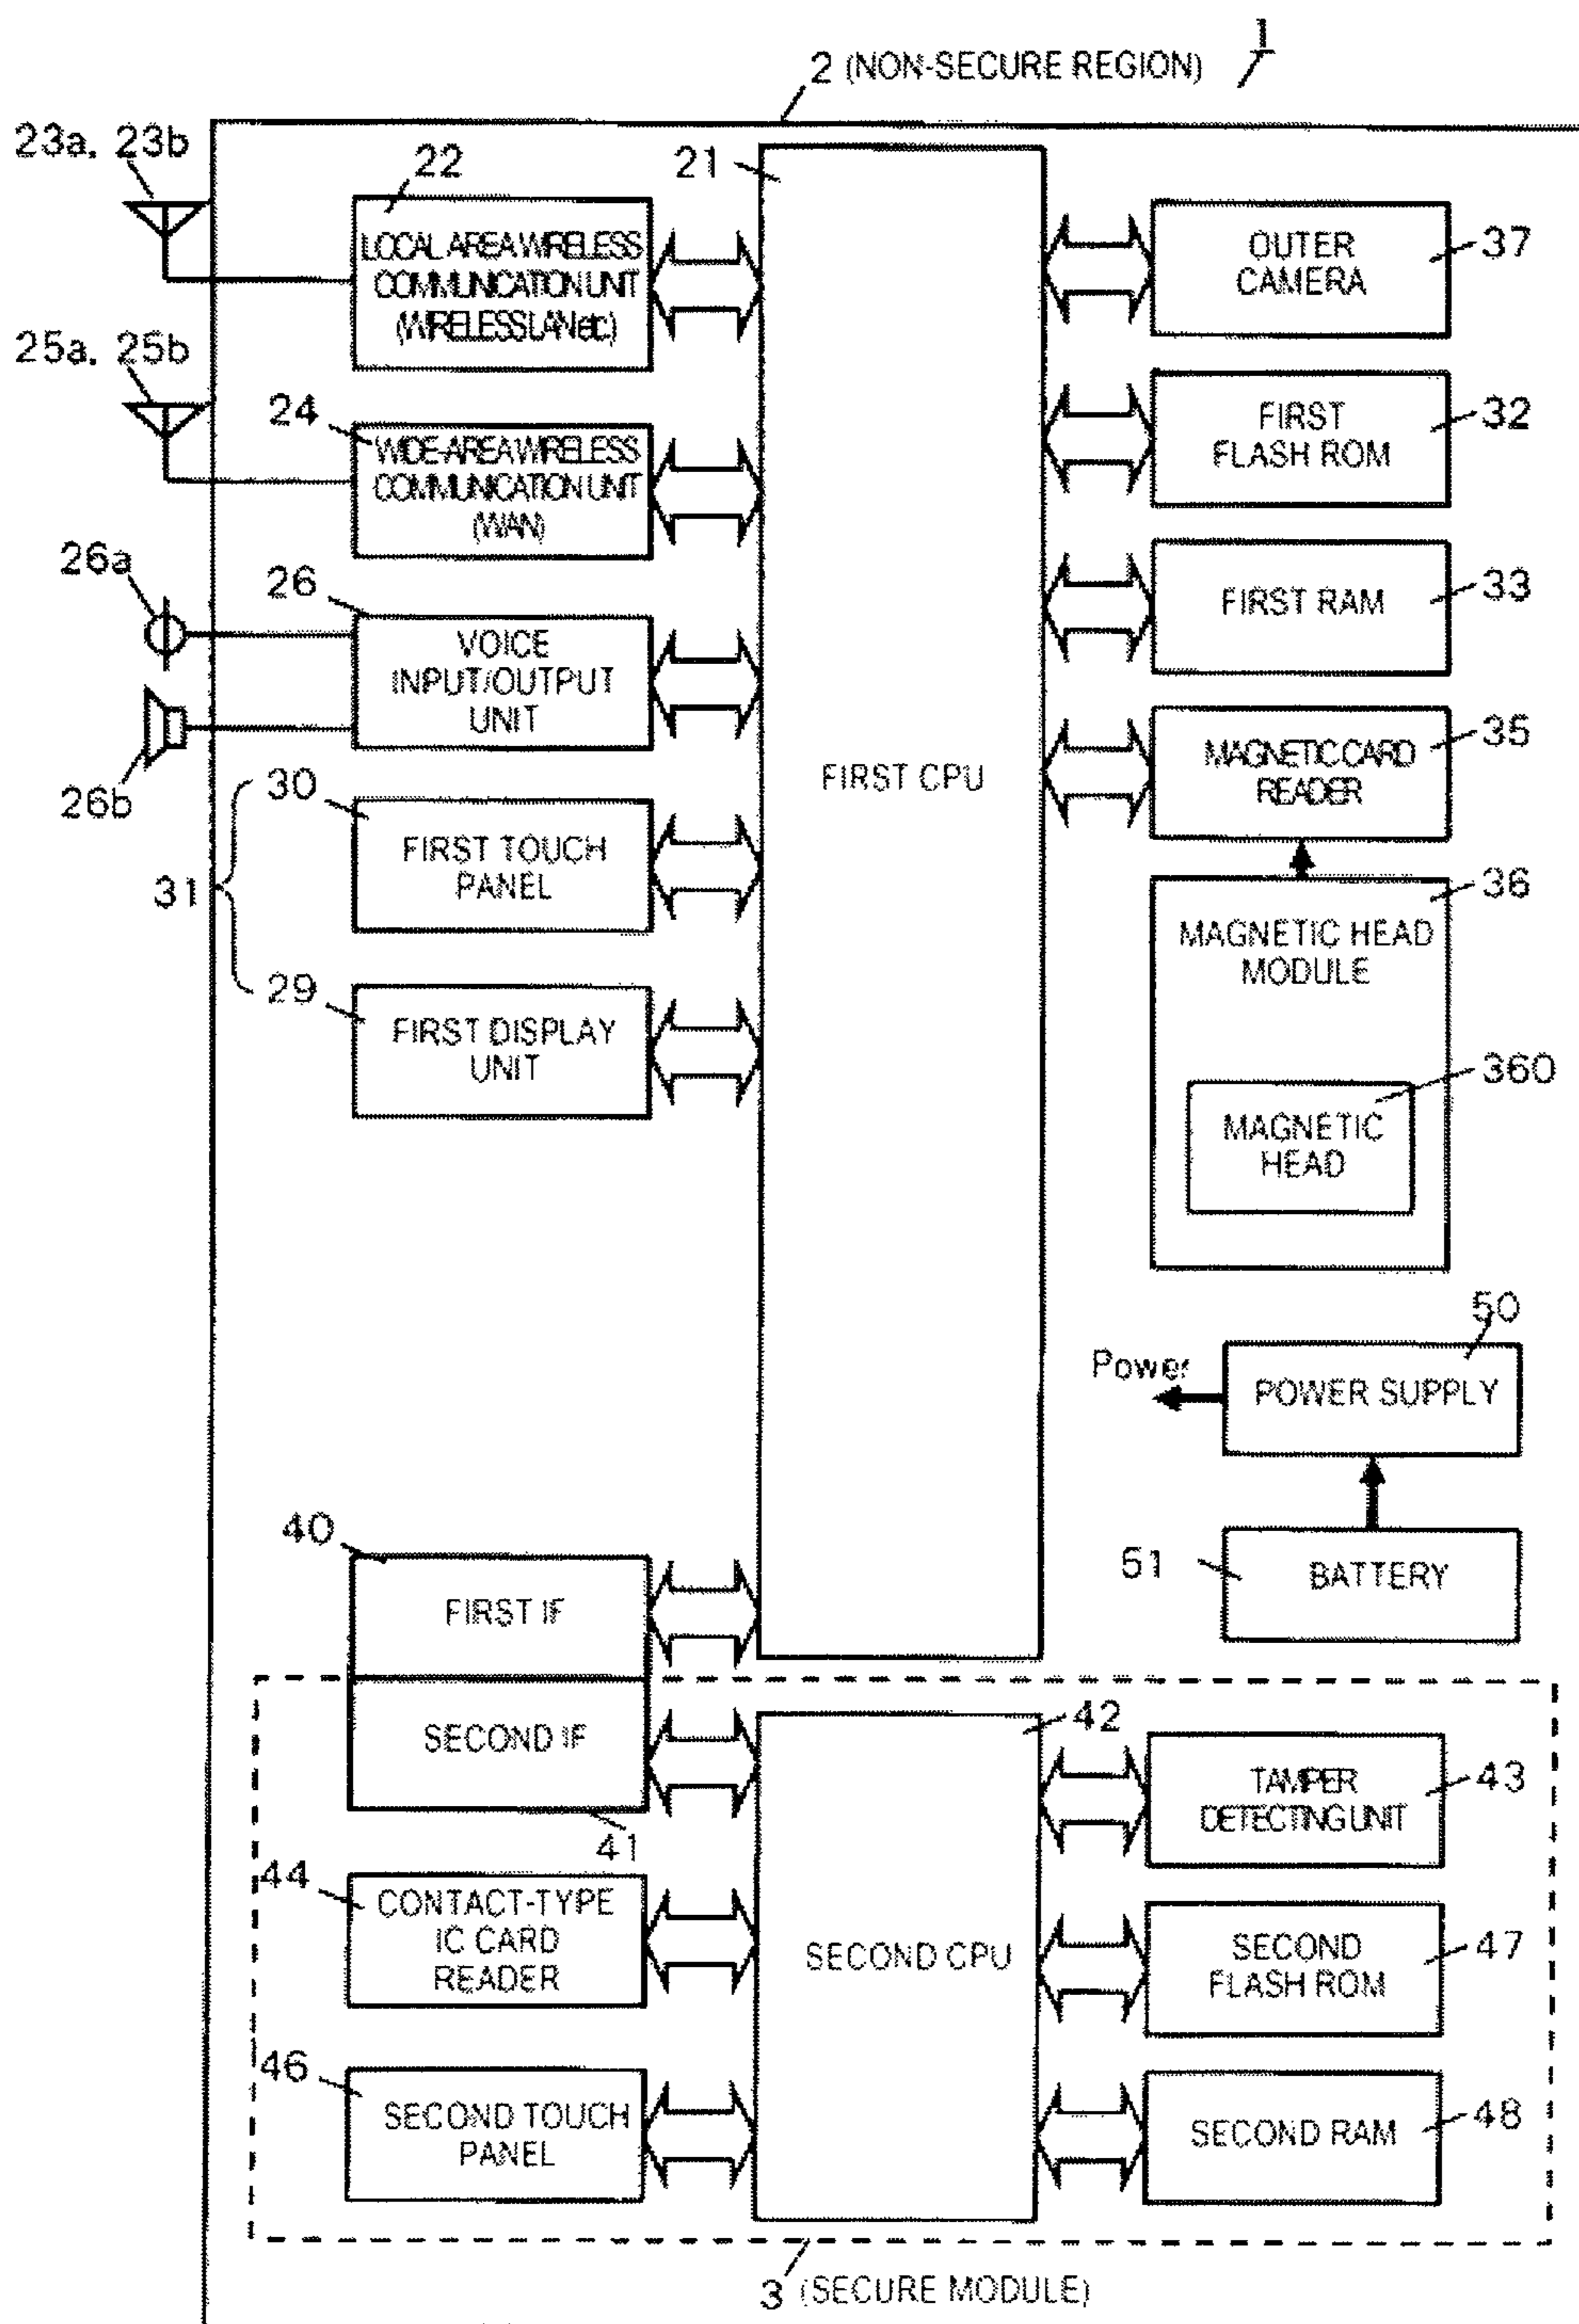 1
2 (NON-SECURE REGION)
23a, 23b
22
21
LOCAL AREA WIRELESS
COMMUNICATION UNIT
(WIRELESS LAN etc)
OUTER
CAMERA
37
25a, 25b
24
WIDE-AREA WIRELESS
COMMUNICATION UNIT
(WAN)
FIRST
FLASH ROM
32
26a
26
VOICE
INPUT/OUTPUT
UNIT
26b
FIRST RAM
33
FIRST CPU
MAGNETIC CARD
READER
35
30
FIRST TOUCH
PANEL
31
29
FIRST DISPLAY
UNIT
36
MAGNETIC HEAD
MODULE
360
MAGNETIC
HEAD
50
Power
POWER SUPPLY
51
BATTERY
40
FIRST IF
SECOND IF
41
42
SECOND CPU
TAMPER
DETECTING UNIT
43
44
CONTACT-TYPE
IC CARD
READER
SECOND
FLASH ROM
47
46
SECOND TOUCH
PANEL
SECOND RAM
48
3 (SECURE MODULE)